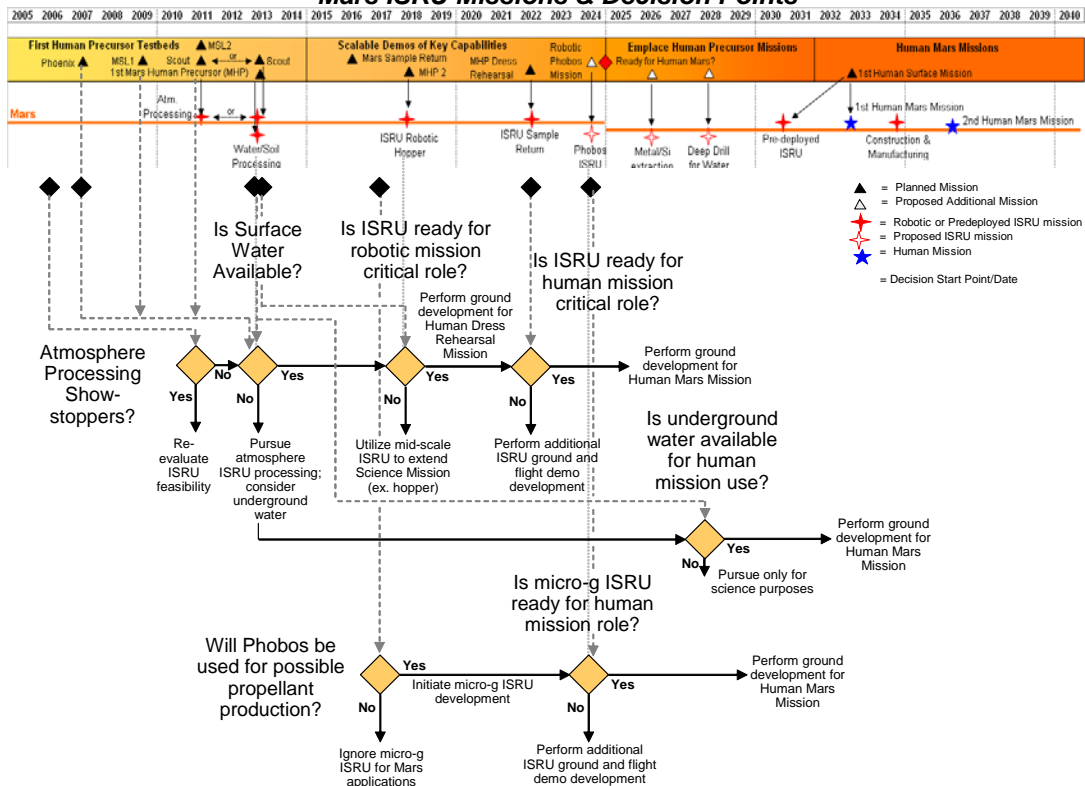 Mars ISRU Missions & Decision Points
2005 2006 2007 2008 2009 2010 2011 2012 2013 2014 2015 2016 2017 2018 2019 2020 2021 2022 2023 2024 2025 2026 2027 2028 2029 2030 2031 2032 2033 2034 2035 2036 2037 2038 2039 2040
First Human Precursor Testbeds
Phoenix
MSL1
MSL2
Scout
or
Scout
1st Mars Human Precursor (MHP)
Scalable Demos of Key Capabilities
Mars Sample Return
MHP 2
MHP Dress
Rehearsal
Robotic
Phobos
Mission
Emplace Human Precursor Missions
Ready for Human Mars?
Human Mars Missions
1st Human Surface Mission
Mars
Atm.
Processing
or
Water/Soil
Processing
ISRU Robotic
Hopper
ISRU Sample
Return
Phobos
ISRU
Metal/Si
extraction
Deep Drill
for Water
Pre-deployed
ISRU
1st Human Mars Mission
Construction &
Manufacturing
2nd Human Mars Mission
= Planned Mission
= Proposed Additional Mission
= Robotic or Predeployed ISRU mission
= Proposed ISRU mission
= Human Mission
= Decision Start Point/Date
Is Surface
Water
Available?
Is ISRU ready for
robotic mission
critical role?
Is ISRU ready for
human mission
critical role?
Perform ground
development for
Human Dress
Rehearsal
Mission
Atmosphere
Processing
Show-
stoppers?
No
Yes
Yes
No
Yes
No
Yes
No
Perform ground
development for
Human Mars Mission
Re-
evaluate
ISRU
feasibility
Pursue
atmosphere
ISRU processing;
consider
underground
water
Utilize mid-scale
ISRU to extend
Science Mission
(ex. hopper)
Perform additional
ISRU ground and
flight demo
development
Is underground
water available
for human
mission use?
Yes
No
Perform ground
development for
Human Mars
Mission
Pursue only for
science purposes
Is micro-g ISRU
ready for human
mission role?
Will Phobos be
used for possible
propellant
production?
Yes
Initiate micro-g ISRU
development
No
Yes
No
Perform ground
development for
Human Mars
Mission
Ignore micro-g
ISRU for Mars
applications
Perform additional
ISRU ground and flight
demo development